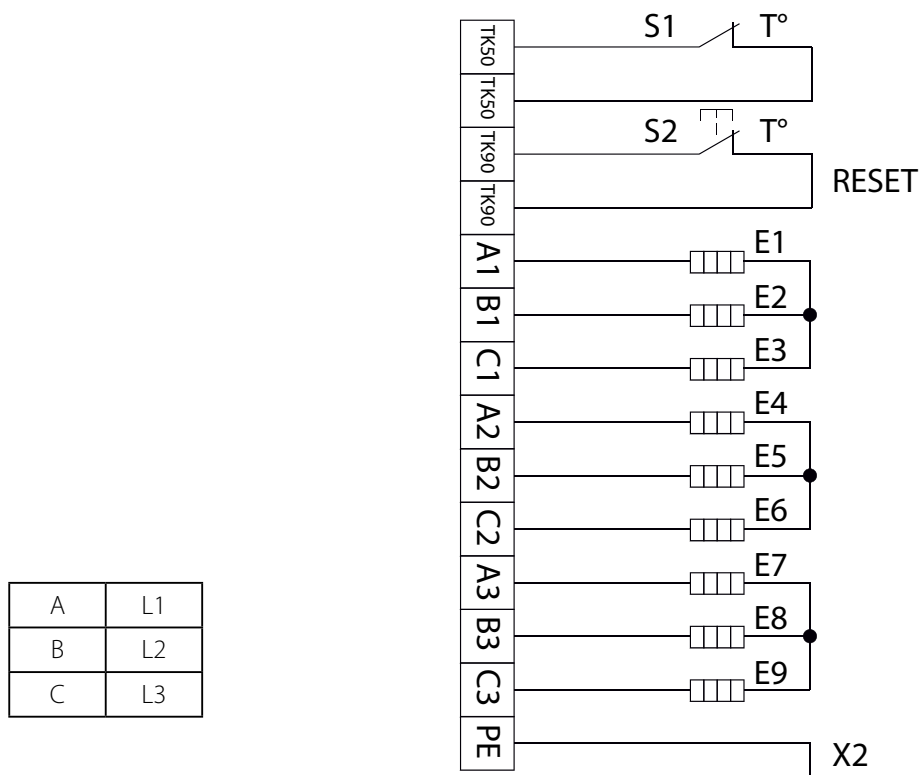 TK50
S1 T°
TK50
TK90
S2 T°
RESET
TK90
A1
E1
B1
E2
C1
E3
A2
E4
B2
E5
C2
E6
A3
E7
B3
E8
C3
E9
PE
X2
A L1
B L2
C L3